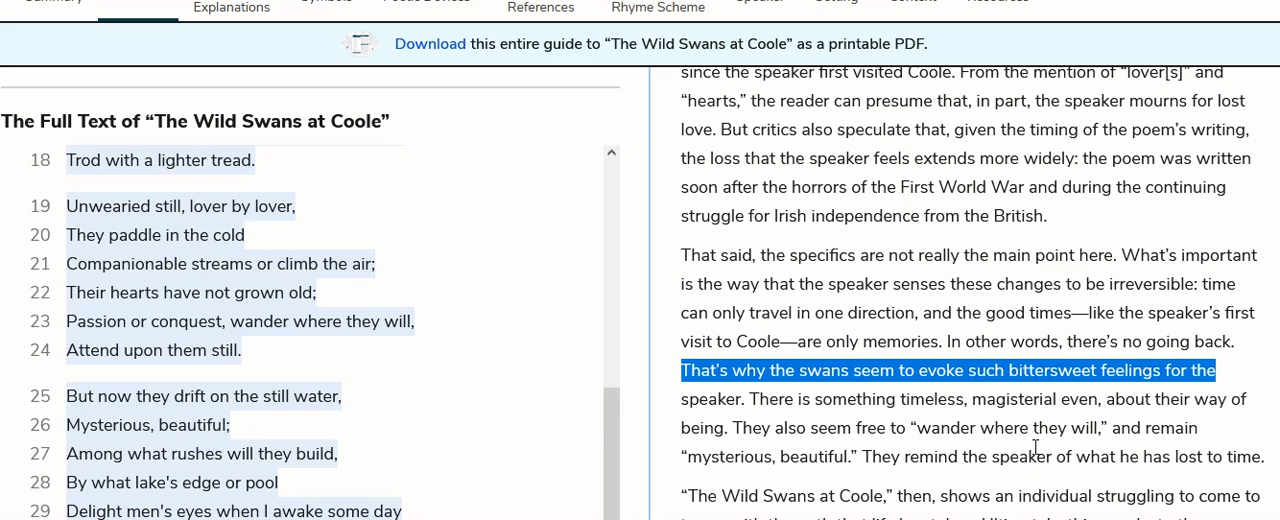 Summary
Explanations
Symbols
Poetic Devices
References
Rhyme Scheme
Speaker
Setting
Context
Resources
Download this entire guide to “The Wild Swans at Coole” as a printable PDF.
The Full Text of “The Wild Swans at Coole”
18 Trod with a lighter tread.
19 Unwearied still, lover by lover,
20 They paddle in the cold
21 Companionable streams or climb the air;
22 Their hearts have not grown old;
23 Passion or conquest, wander where they will,
24 Attend upon them still.
25 But now they drift on the still water,
26 Mysterious, beautiful;
27 Among what rushes will they build,
28 By what lake's edge or pool
29 Delight men's eyes when I awake some day
since the speaker first visited Coole. From the mention of “lover[s]” and
“hearts,” the reader can presume that, in part, the speaker mourns for lost
love. But critics also speculate that, given the timing of the poem’s writing,
the loss that the speaker feels extends more widely: the poem was written
soon after the horrors of the First World War and during the continuing
struggle for Irish independence from the British.
That said, the specifics are not really the main point here. What’s important
is the way that the speaker senses these changes to be irreversible: time
can only travel in one direction, and the good times—like the speaker’s first
visit to Coole—are only memories. In other words, there’s no going back.
That’s why the swans seem to evoke such bittersweet feelings for the
speaker. There is something timeless, magisterial even, about their way of
being. They also seem free to “wander where they will,” and remain
“mysterious, beautiful.” They remind the speaker of what he has lost to time.
“The Wild Swans at Coole,” then, shows an individual struggling to come to